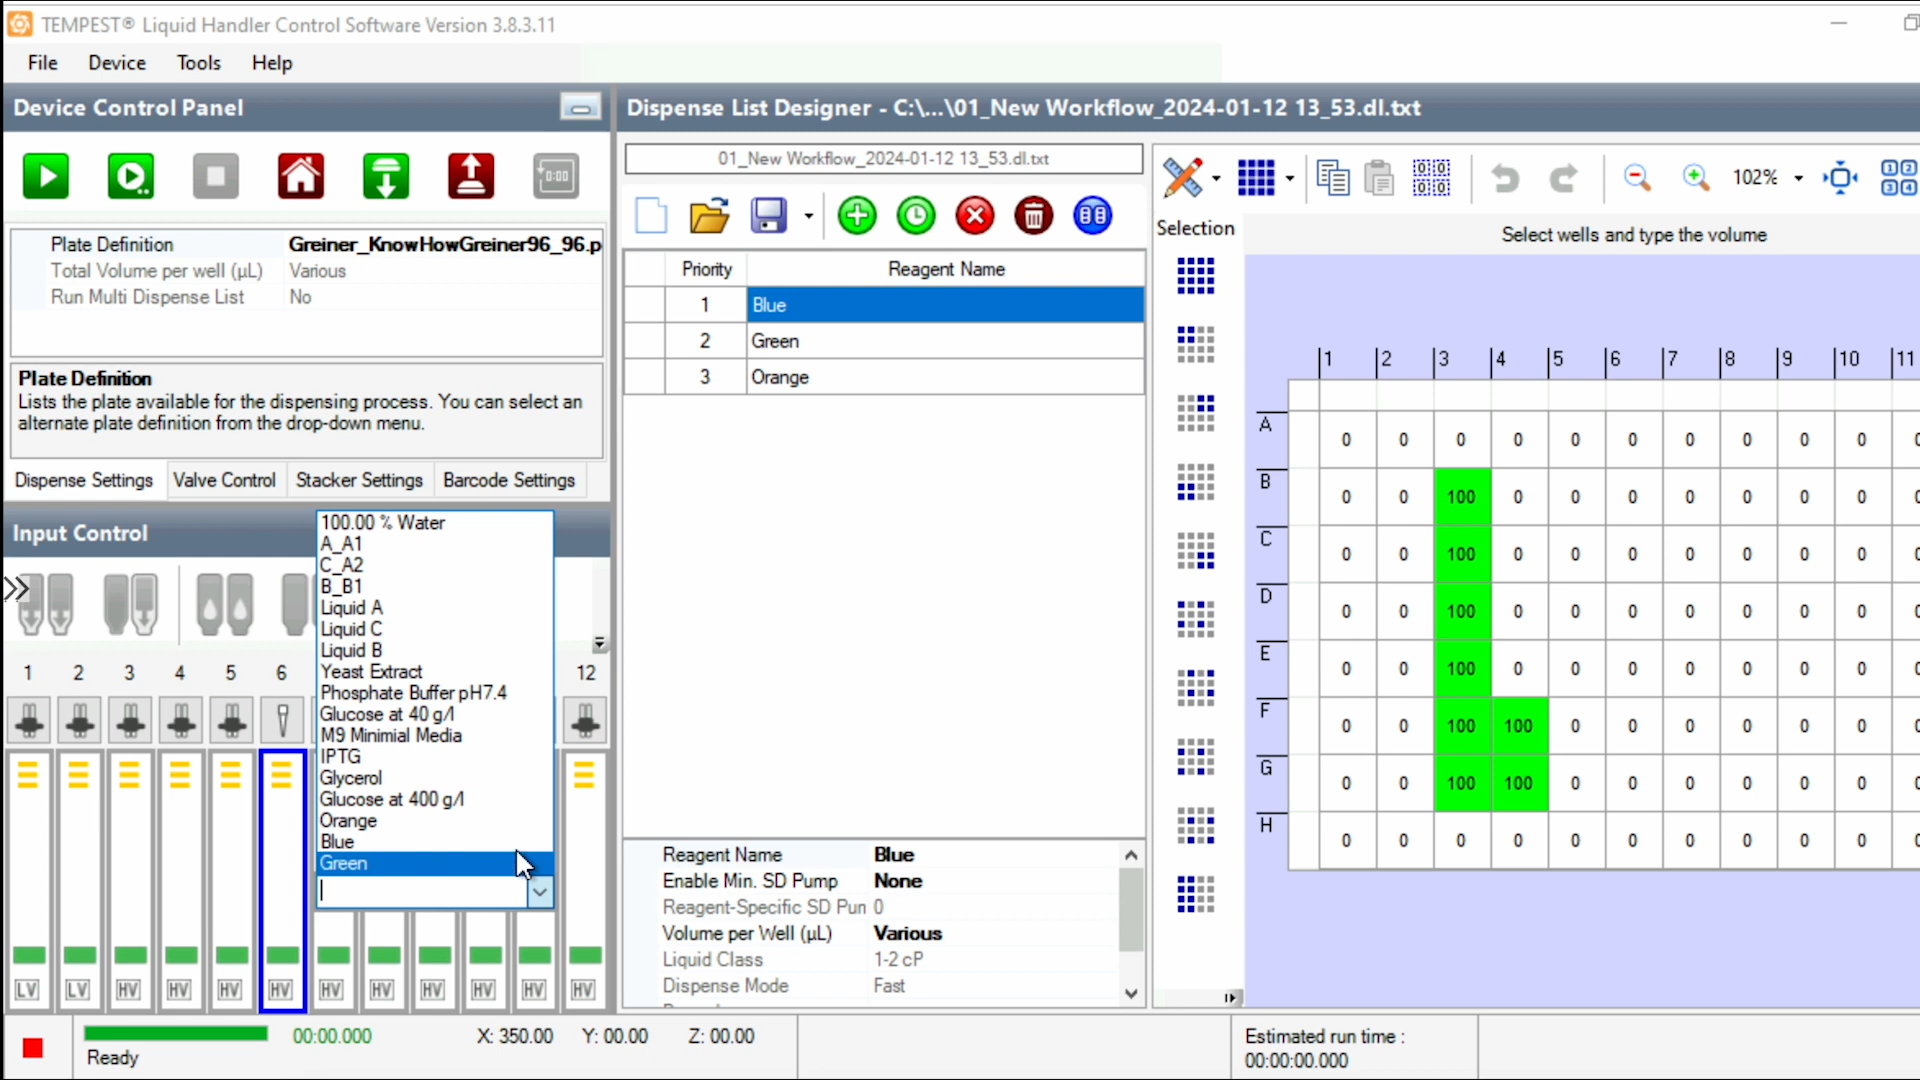 TEMPEST® Liquid Handler Control Software Version 3.8.3.11
File Device Tools Help
Device Control Panel
Dispense List Designer - C:\...\01_New Workflow_2024-01-12 13_53.dl.txt
0:00
Plate Definition Greiner_KnowHowGreiner96_96.p
Total Volume per well (µL) Various
Run Multi Dispense List No
Plate Definition
Lists the plate available for the dispensing process. You can select an
alternate plate definition from the drop-down menu.
Dispense Settings Valve Control Stacker Settings Barcode Settings
Input Control
100.00 % Water
A_A1
C_A2
B_B1
Liquid A
Liquid C
Liquid B
Yeast Extract
Phosphate Buffer pH7.4
Glucose at 40 g/l
M9 Minimial Media
IPTG
Glycerol
Glucose at 400 g/l
Orange
Blue
Green
1 2 3 4 5 6 12
LV LV HV HV HV HV HV HV HV HV HV HV
01_New Workflow_2024-01-12 13_53.dl.txt
Priority Reagent Name
1 Blue
2 Green
3 Orange
Reagent Name Blue
Enable Min. SD Pump None
Reagent-Specific SD Pun 0
Volume per Well (µL) Various
Liquid Class 1-2 cP
Dispense Mode Fast
102%
1 2 3 4
Selection
Select wells and type the volume
1 2 3 4 5 6 7 8 9 10 11
A 0 0 0 0 0 0 0 0 0 0 0
B 0 0 100 0 0 0 0 0 0 0 0
C 0 0 100 0 0 0 0 0 0 0 0
D 0 0 100 0 0 0 0 0 0 0 0
E 0 0 100 0 0 0 0 0 0 0 0
F 0 0 100 100 0 0 0 0 0 0 0
G 0 0 100 100 0 0 0 0 0 0 0
H 0 0 0 0 0 0 0 0 0 0 0
00:00.000 X: 350.00 Y: 00.00 Z: 00.00
Ready
Estimated run time :
00:00:00.000